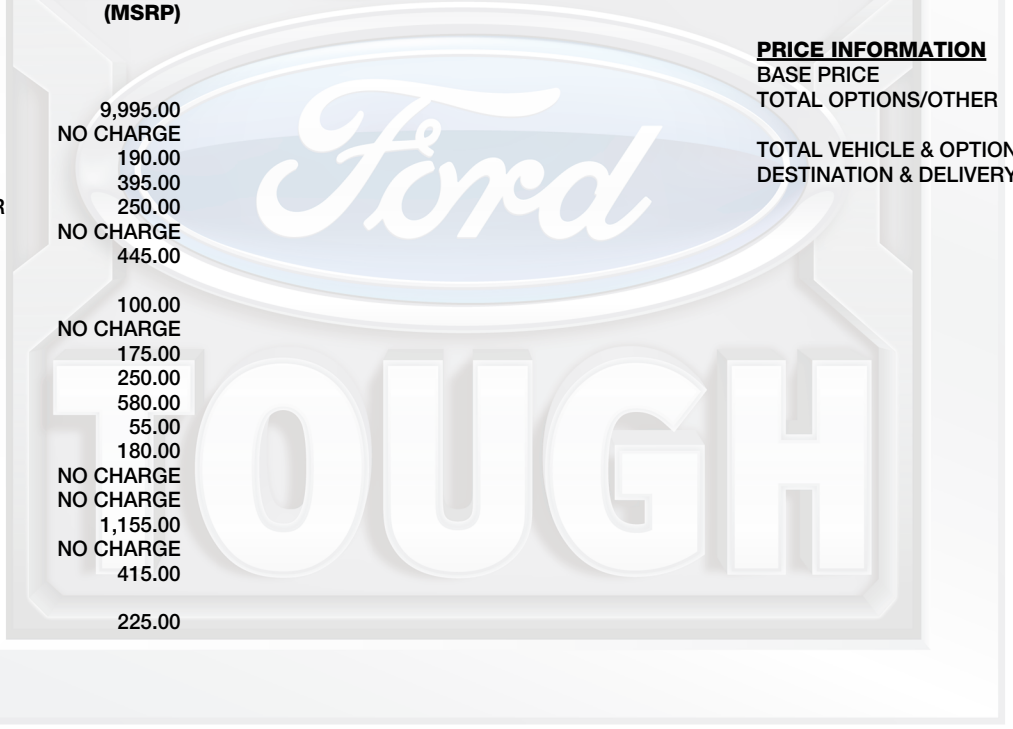 (MSRP)
9,995.00
NO CHARGE
190.00
395.00
R 250.00
NO CHARGE
445.00
100.00
NO CHARGE
175.00
250.00
580.00
55.00
180.00
NO CHARGE
NO CHARGE
1,155.00
NO CHARGE
415.00
225.00
PRICE INFORMATION
BASE PRICE
TOTAL OPTIONS/OTHER
TOTAL VEHICLE & OPTION
DESTINATION & DELIVERY
Ford
TOUGH